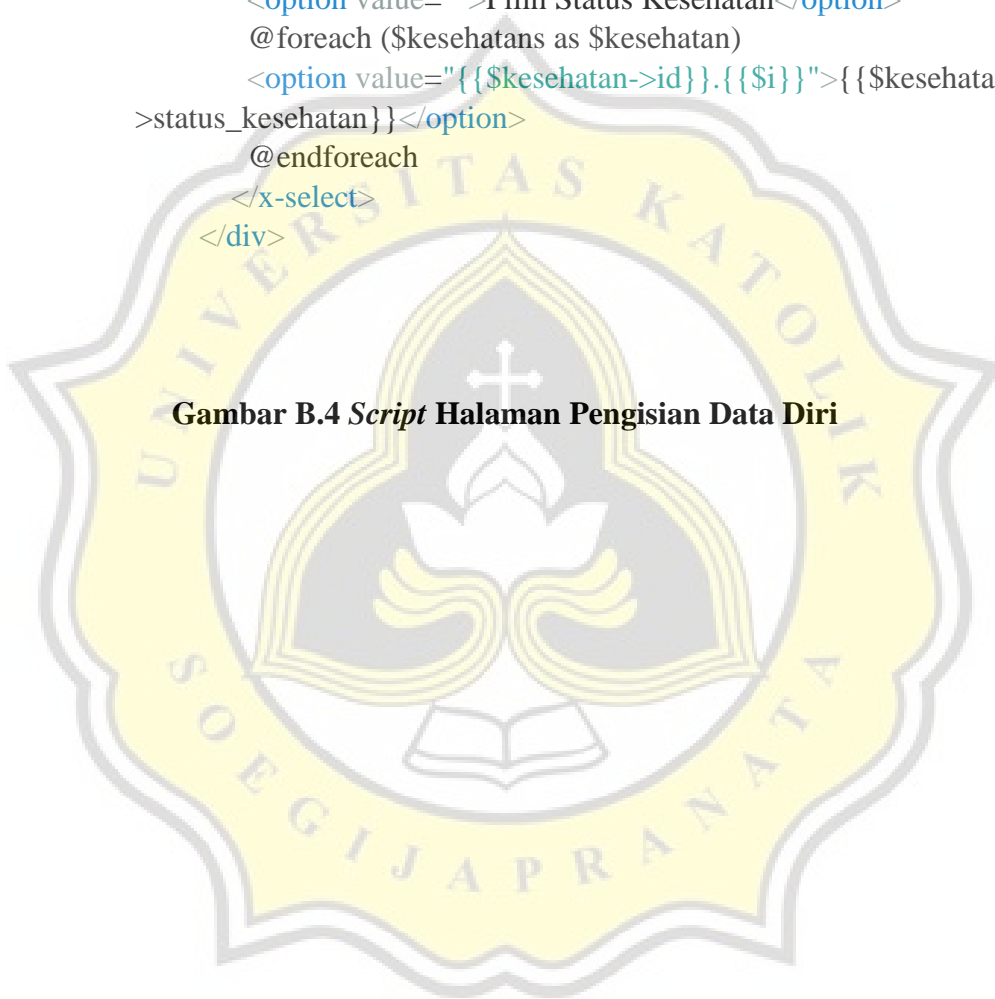 <option value="">Pilih Status Kesehatan</option>
@foreach ($kesehatans as $kesehatan)
<option value="{{$kesehatan->id}}.{{$i}}">{{$kesehata
>status_kesehatan}}</option>
@endforeach
</x-select>
</div>
Gambar B.4 Script Halaman Pengisian Data Diri
UNIVERSITAS KATOLIK
SOEGIJAPRANATA